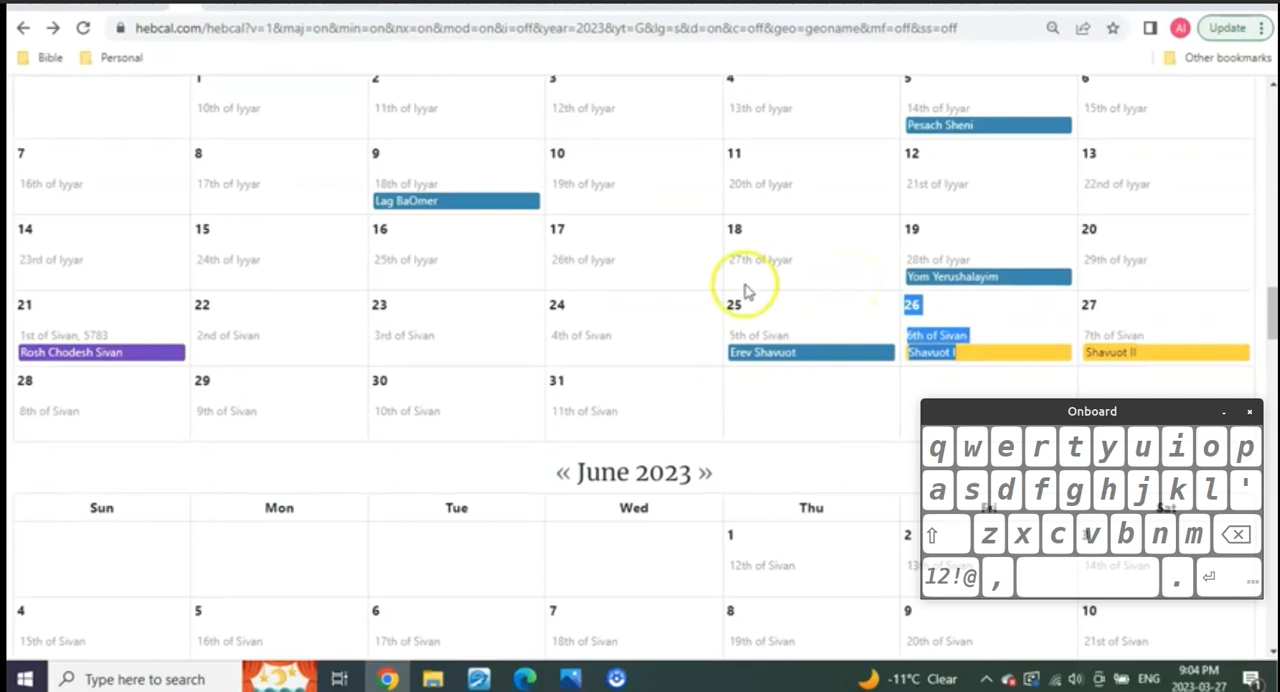 hebcal.com/hebcal?v=1&maj=on&min=on&nx=on&mod=on&i=off&year=2023&yt=G&lg=s&d=on&c=off&geo=geoname&mf=off&ss=off
AI
Update
Bible
Personal
Other bookmarks
1 2 3 4 5 6
10th of Iyyar 11th of Iyyar 12th of Iyyar 13th of Iyyar 14th of Iyyar 15th of Iyyar
Pesach Sheni
7 8 9 10 11 12 13
16th of Iyyar 17th of Iyyar 18th of Iyyar 19th of Iyyar 20th of Iyyar 21st of Iyyar 22nd of Iyyar
Lag BaOmer
14 15 16 17 18 19 20
23rd of Iyyar 24th of Iyyar 25th of Iyyar 26th of Iyyar 27th of Iyyar 28th of Iyyar 29th of Iyyar
Yom Yerushalayim
21 22 23 24 25 26 27
1st of Sivan, 5783 2nd of Sivan 3rd of Sivan 4th of Sivan 5th of Sivan 6th of Sivan 7th of Sivan
Rosh Chodesh Sivan Erev Shavuot Shavuot I Shavuot II
28 29 30 31
8th of Sivan 9th of Sivan 10th of Sivan 11th of Sivan
« June 2023 »
Sun Mon Tue Wed Thu Fri Sat
1 2
12th of Sivan 14th of Sivan
4 5 6 7 8 9 10
15th of Sivan 16th of Sivan 17th of Sivan 18th of Sivan 19th of Sivan 20th of Sivan 21st of Sivan
Onboard
q w e r t y u i o p
a s d f g h j k l '
z x c v b n m
12!@ , . ...
Type here to search
-11°C Clear
ENG
9:04 PM
2023-03-27
1